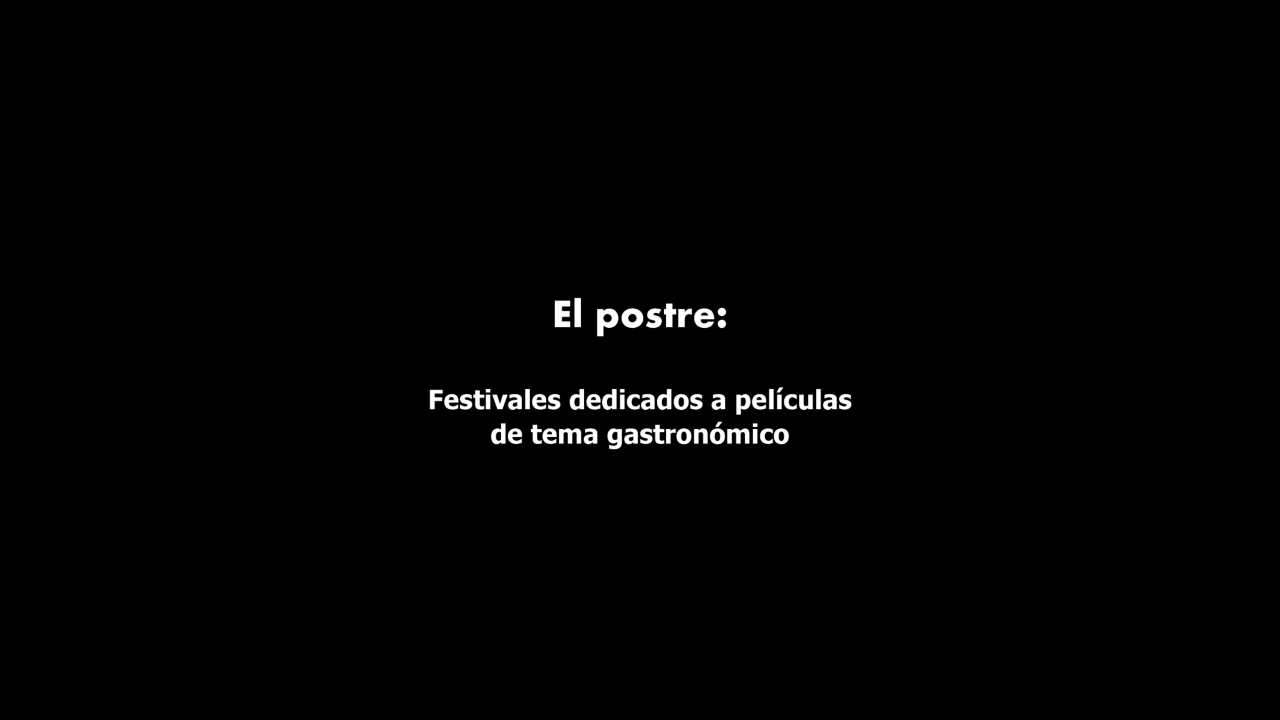 El postre:
Festivales dedicados a películas
de tema gastronómico